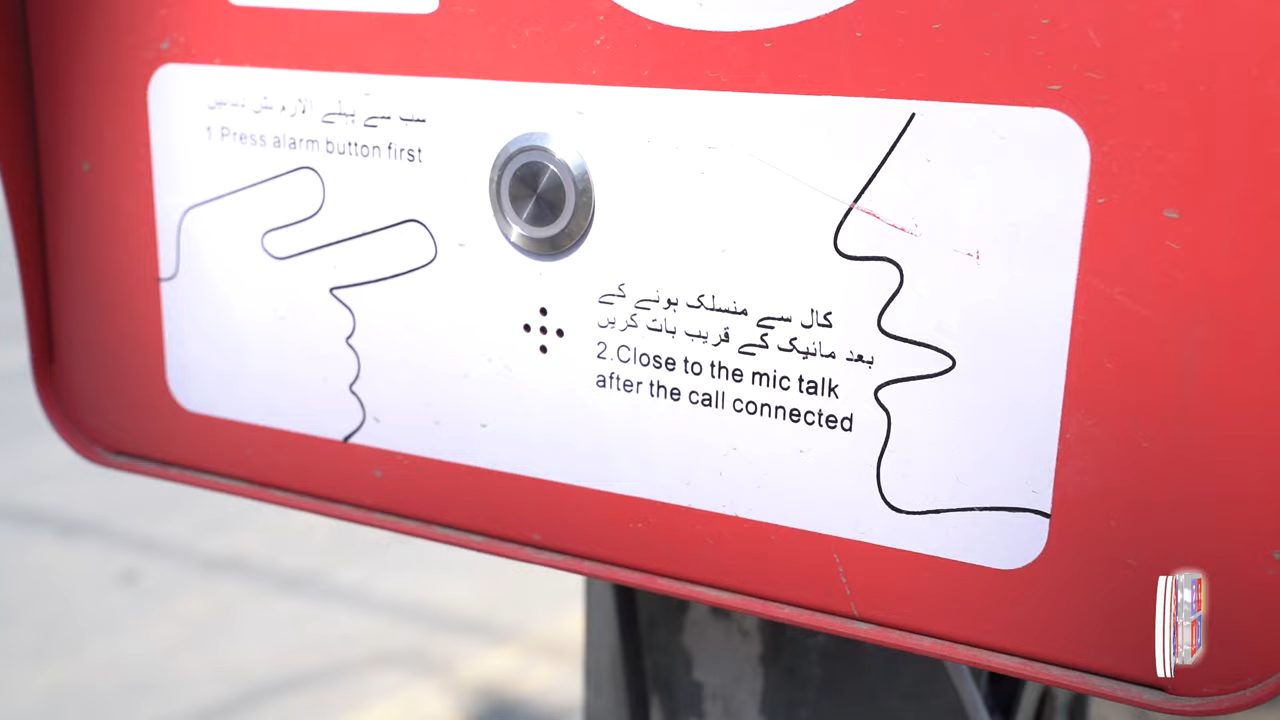 سب سے پہلے الارم بٹن دبائیں
1 Press alarm button first
کال سے منسلک ہونے کے
بعد مائیک کے قریب بات کریں
2.Close to the mic talk
after the call connected